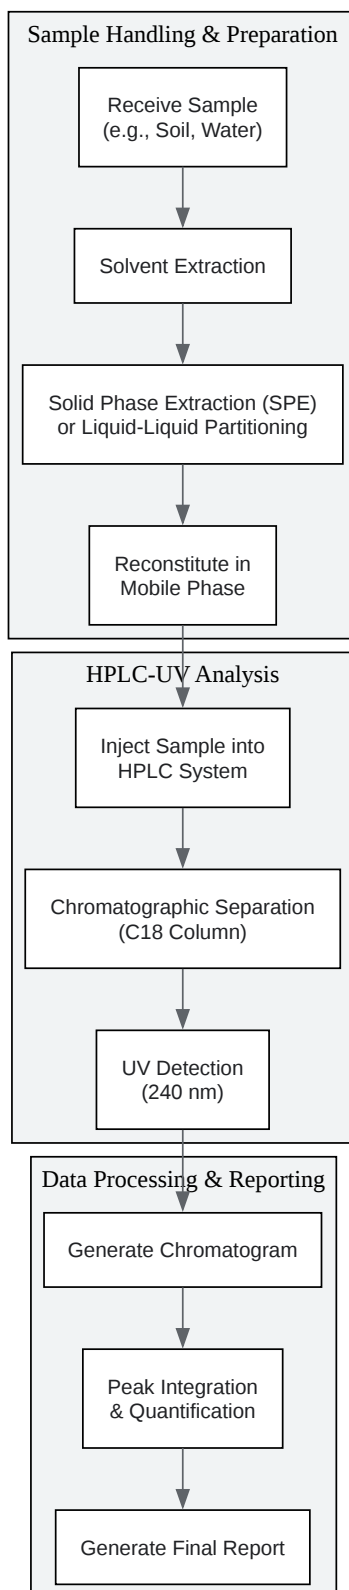 Sample Handling & Preparation
Receive Sample
(e.g., Soil, Water)
Solvent Extraction
Solid Phase Extraction (SPE)
or Liquid-Liquid Partitioning
Reconstitute in
Mobile Phase
HPLC-UV Analysis
Inject Sample into
HPLC System
Chromatographic Separation
(C18 Column)
UV Detection
(240 nm)
Data Processing & Reporting
Generate Chromatogram
Peak Integration
& Quantification
Generate Final Report